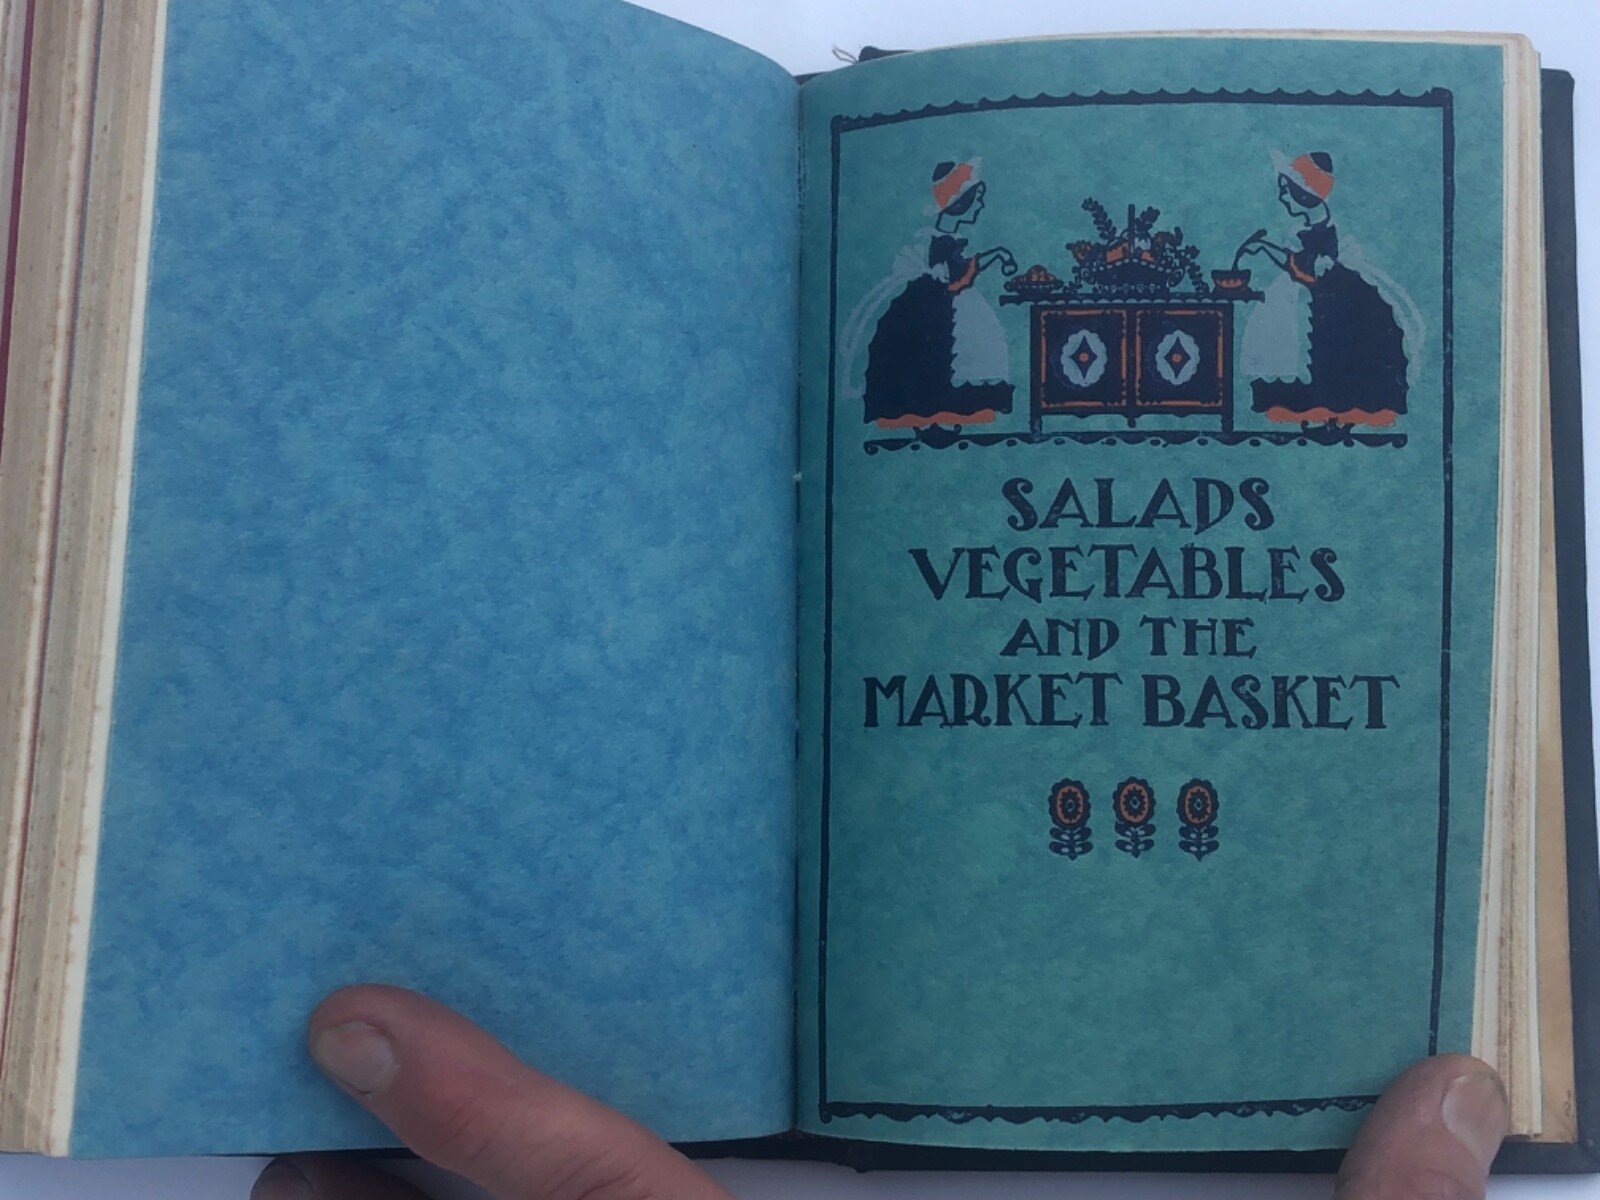 SALADS
VEGETABLES
AND THE
MARKET BASKET